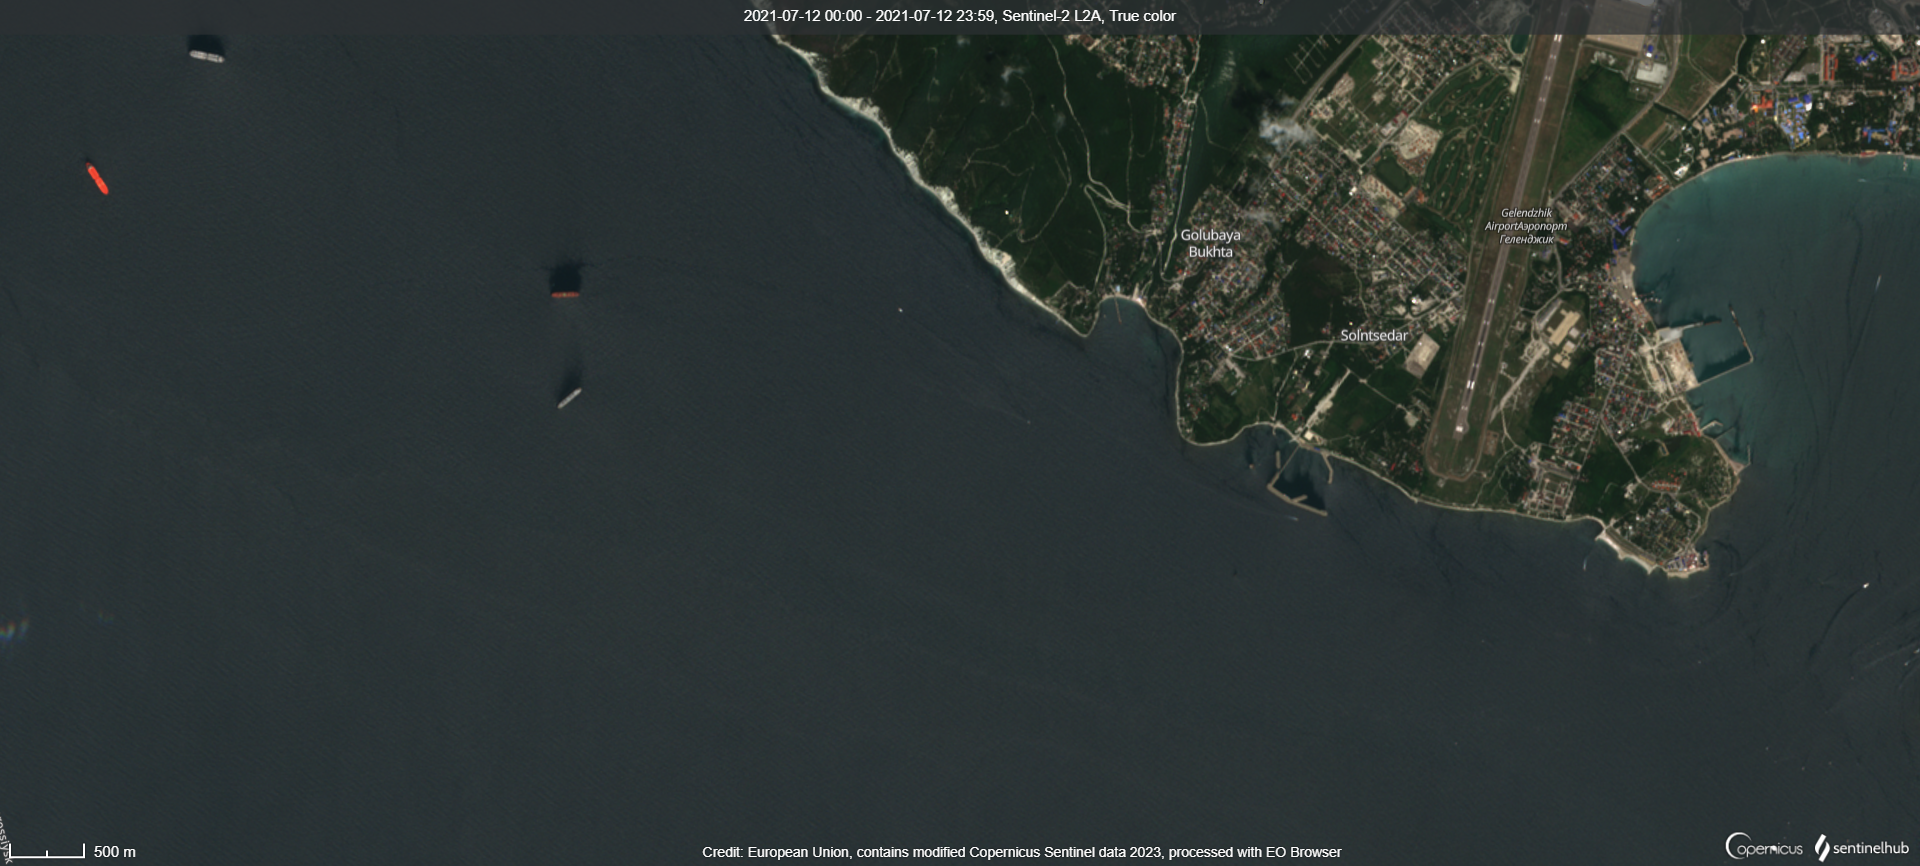 2021-07-12 00:00 - 2021-07-12 23:59, Sentinel-2 L2A, True color
Gelendzhik
AirportАэропорт
Геленджик
Golubaya
Bukhta
Solntsedar
500 m
Credit: European Union, contains modified Copernicus Sentinel data 2023, processed with EO Browser
Copernicus
sentinelhub